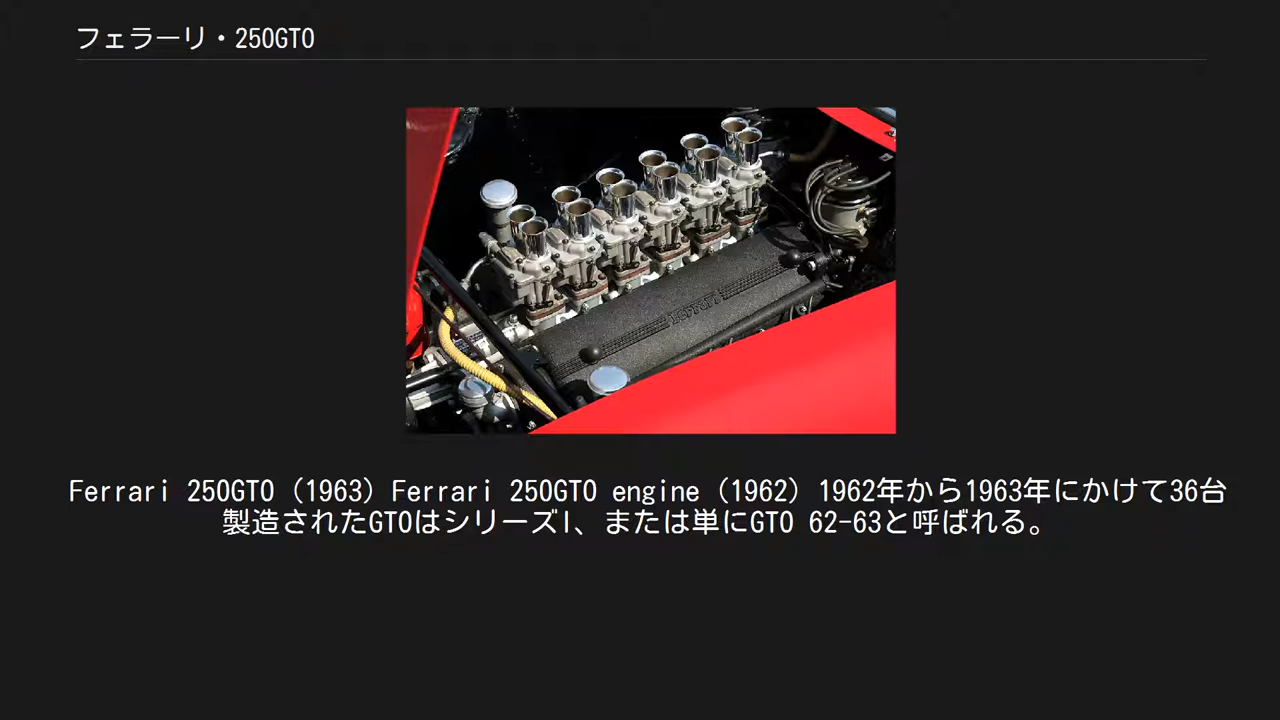 フェラーリ・250GTO
Ferrari
Ferrari 250GTO（1963）Ferrari 250GTO engine（1962）1962年から1963年にかけて36台
製造されたGTOはシリーズI、または単にGTO 62-63と呼ばれる。